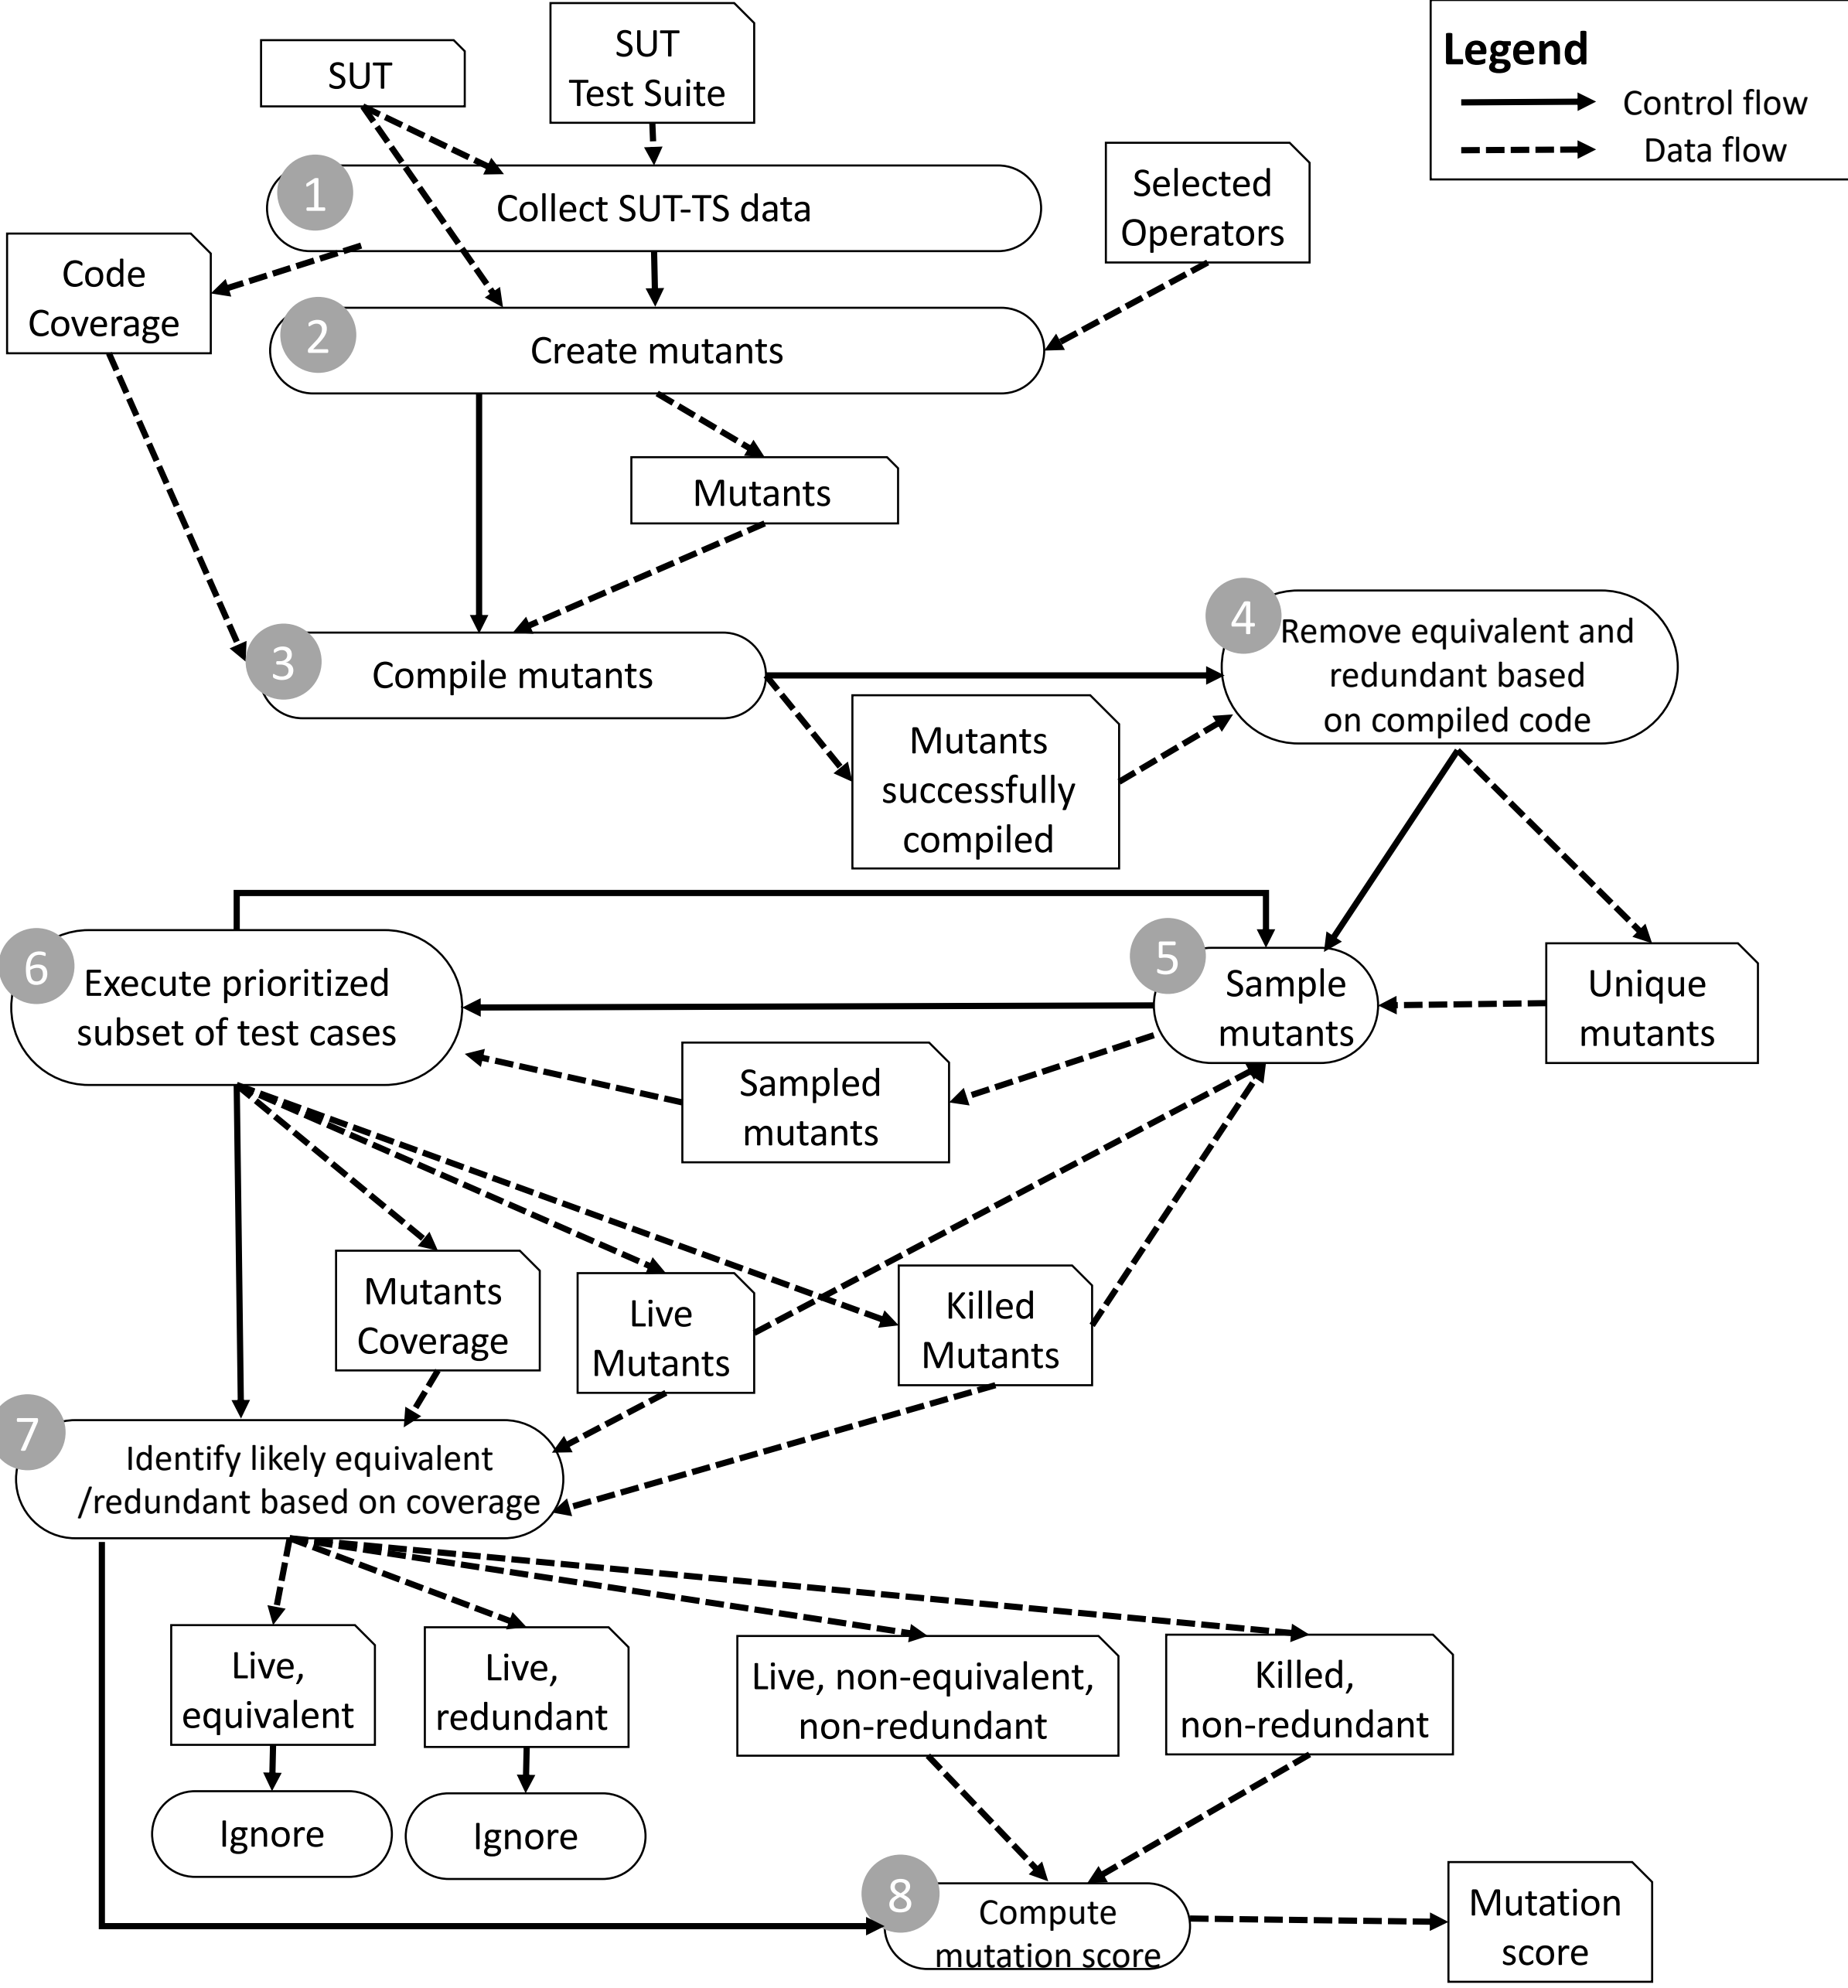 SUT
SUT
Test Suite
Legend
Control flow
Data flow
1
Collect SUT-TS data
Selected
Operators
Code
Coverage
2
Create mutants
Mutants
3
Compile mutants
4
Remove equivalent and
redundant based
on compiled code
Mutants
successfully
compiled
6
Execute prioritized
subset of test cases
5
Sample
mutants
Unique
mutants
Sampled
mutants
Mutants
Coverage
Live
Mutants
Killed
Mutants
7
Identify likely equivalent
/redundant based on coverage
Live,
equivalent
Live,
redundant
Live, non-equivalent,
non-redundant
Killed,
non-redundant
Ignore
Ignore
8
Compute
mutation score
Mutation
score